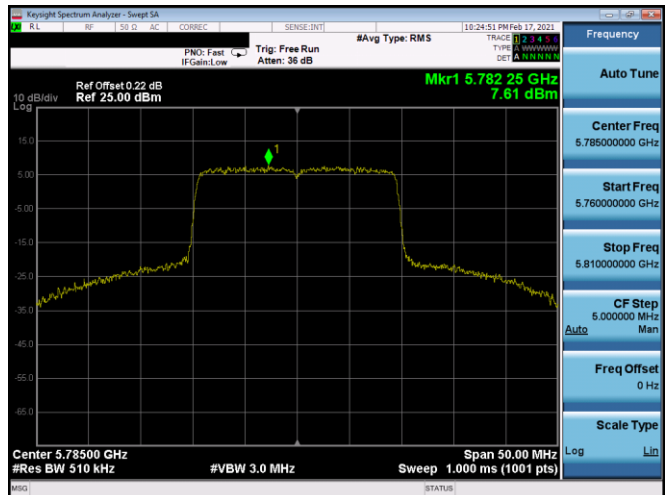 Keysight Spectrum Analyzer - Swept SA
RL RF 50 Ω AC CORREC SENSE:INT 10:24:51 PM Feb 17, 2021
#Avg Type: RMS TRACE 1 2 3 4 5 6
TYPE A WWWWW
DET A N N N N N
PNO: Fast Trig: Free Run
IFGain:Low Atten: 36 dB
Mkr1 5.782 25 GHz
7.61 dBm
Ref Offset 0.22 dB
10 dB/div Ref 25.00 dBm
Log
1
15.0
5.00
-5.00
-15.0
-25.0
-35.0
-45.0
-55.0
-65.0
Center 5.78500 GHz Span 50.00 MHz
#Res BW 510 kHz #VBW 3.0 MHz Sweep 1.000 ms (1001 pts)
MSG STATUS
Frequency
Auto Tune
Center Freq
5.785000000 GHz
Start Freq
5.760000000 GHz
Stop Freq
5.810000000 GHz
CF Step
5.000000 MHz
Auto Man
Freq Offset
0 Hz
Scale Type
Log Lin